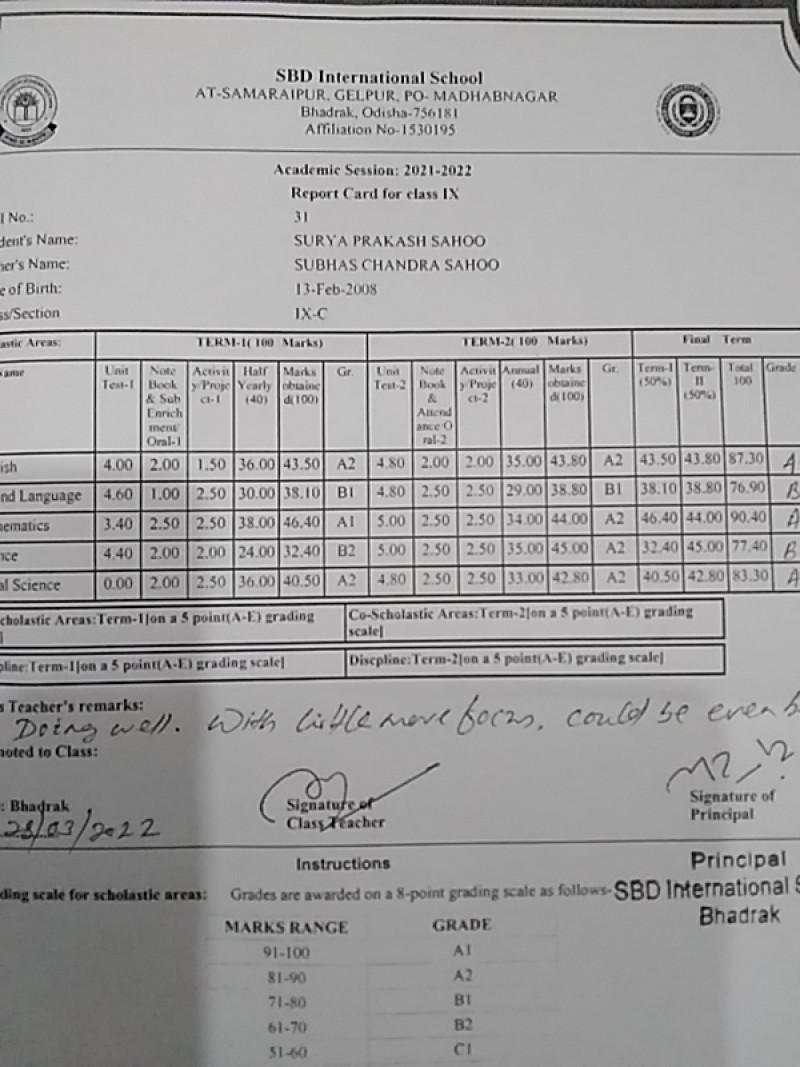 SBD International School
AT-SAMARAIPUR, GELPUR, PO- MADHABNAGAR
Bhadrak, Odisha-756181
Affiliation No-1530195
Academic Session: 2021-2022
Report Card for class IX
l No.: 31
dent's Name: SURYA PRAKASH SAHOO
her's Name: SUBHAS CHANDRA SAHOO
e of Birth: 13-Feb-2008
ss/Section IX-C
astic Areas: TERM-1( 100 Marks) TERM-2( 100 Marks) Final Term
ame Unit Test-1 Note Book & Sub Enrich ment/ Oral-1 Activit y/Proje ct-1 Half Yearly (40) Marks obtaine d(100) Gr. Unit Test-2 Note Book & Attend ance O ral-2 Activit y/Proje ct-2 Annual (40) Marks obtaine d(100) Gr. Term-I (50%) Term-II (50%) Total 100 Grade
ish 4.00 2.00 1.50 36.00 43.50 A2 4.80 2.00 2.00 35.00 43.80 A2 43.50 43.80 87.30 A
nd Language 4.60 1.00 2.50 30.00 38.10 B1 4.80 2.50 2.50 29.00 38.80 B1 38.10 38.80 76.90 B
ematics 3.40 2.50 2.50 38.00 46.40 A1 5.00 2.50 2.50 34.00 44.00 A2 46.40 44.00 90.40 A
nce 4.40 2.00 2.00 24.00 32.40 B2 5.00 2.50 2.50 35.00 45.00 A2 32.40 45.00 77.40 B
al Science 0.00 2.00 2.50 36.00 40.50 A2 4.80 2.50 2.50 33.00 42.80 A2 40.50 42.80 83.30 A
cholastic Areas:Term-1[on a 5 point(A-E) grading Co-Scholastic Areas:Term-2[on a 5 point(A-E) grading
] scale]
pline:Term-1[on a 5 point(A-E) grading scale] Discpline:Term-2[on a 5 point(A-E) grading scale]
s Teacher's remarks:
Doing well. With little more focus, could be even b
noted to Class:
: Bhadrak
28/03/2022
Signature of
Class Teacher
Signature of
Principal
Instructions
Principal
SBD International S
Bhadrak
ding scale for scholastic areas: Grades are awarded on a 8-point grading scale as follows-
MARKS RANGE GRADE
91-100 A1
81-90 A2
71-80 B1
61-70 B2
51-60 C1